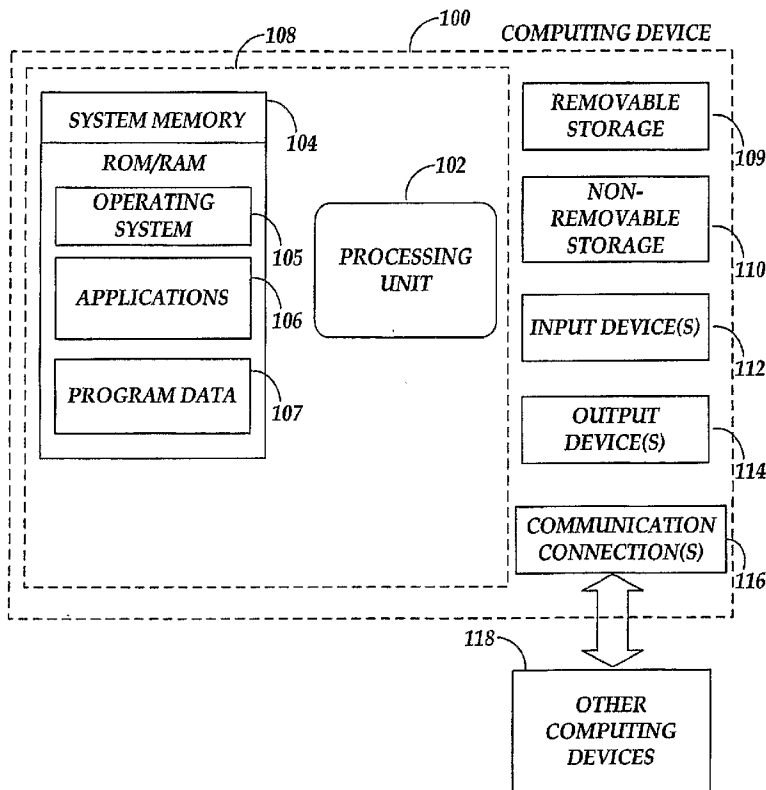 100
COMPUTING DEVICE
108
SYSTEM MEMORY
104
ROM/RAM
OPERATING
SYSTEM
105
APPLICATIONS
106
PROGRAM DATA
107
102
PROCESSING
UNIT
REMOVABLE
STORAGE
109
NON-
REMOVABLE
STORAGE
110
INPUT DEVICE(S)
112
OUTPUT
DEVICE(S)
114
COMMUNICATION
CONNECTION(S)
116
118
OTHER
COMPUTING
DEVICES